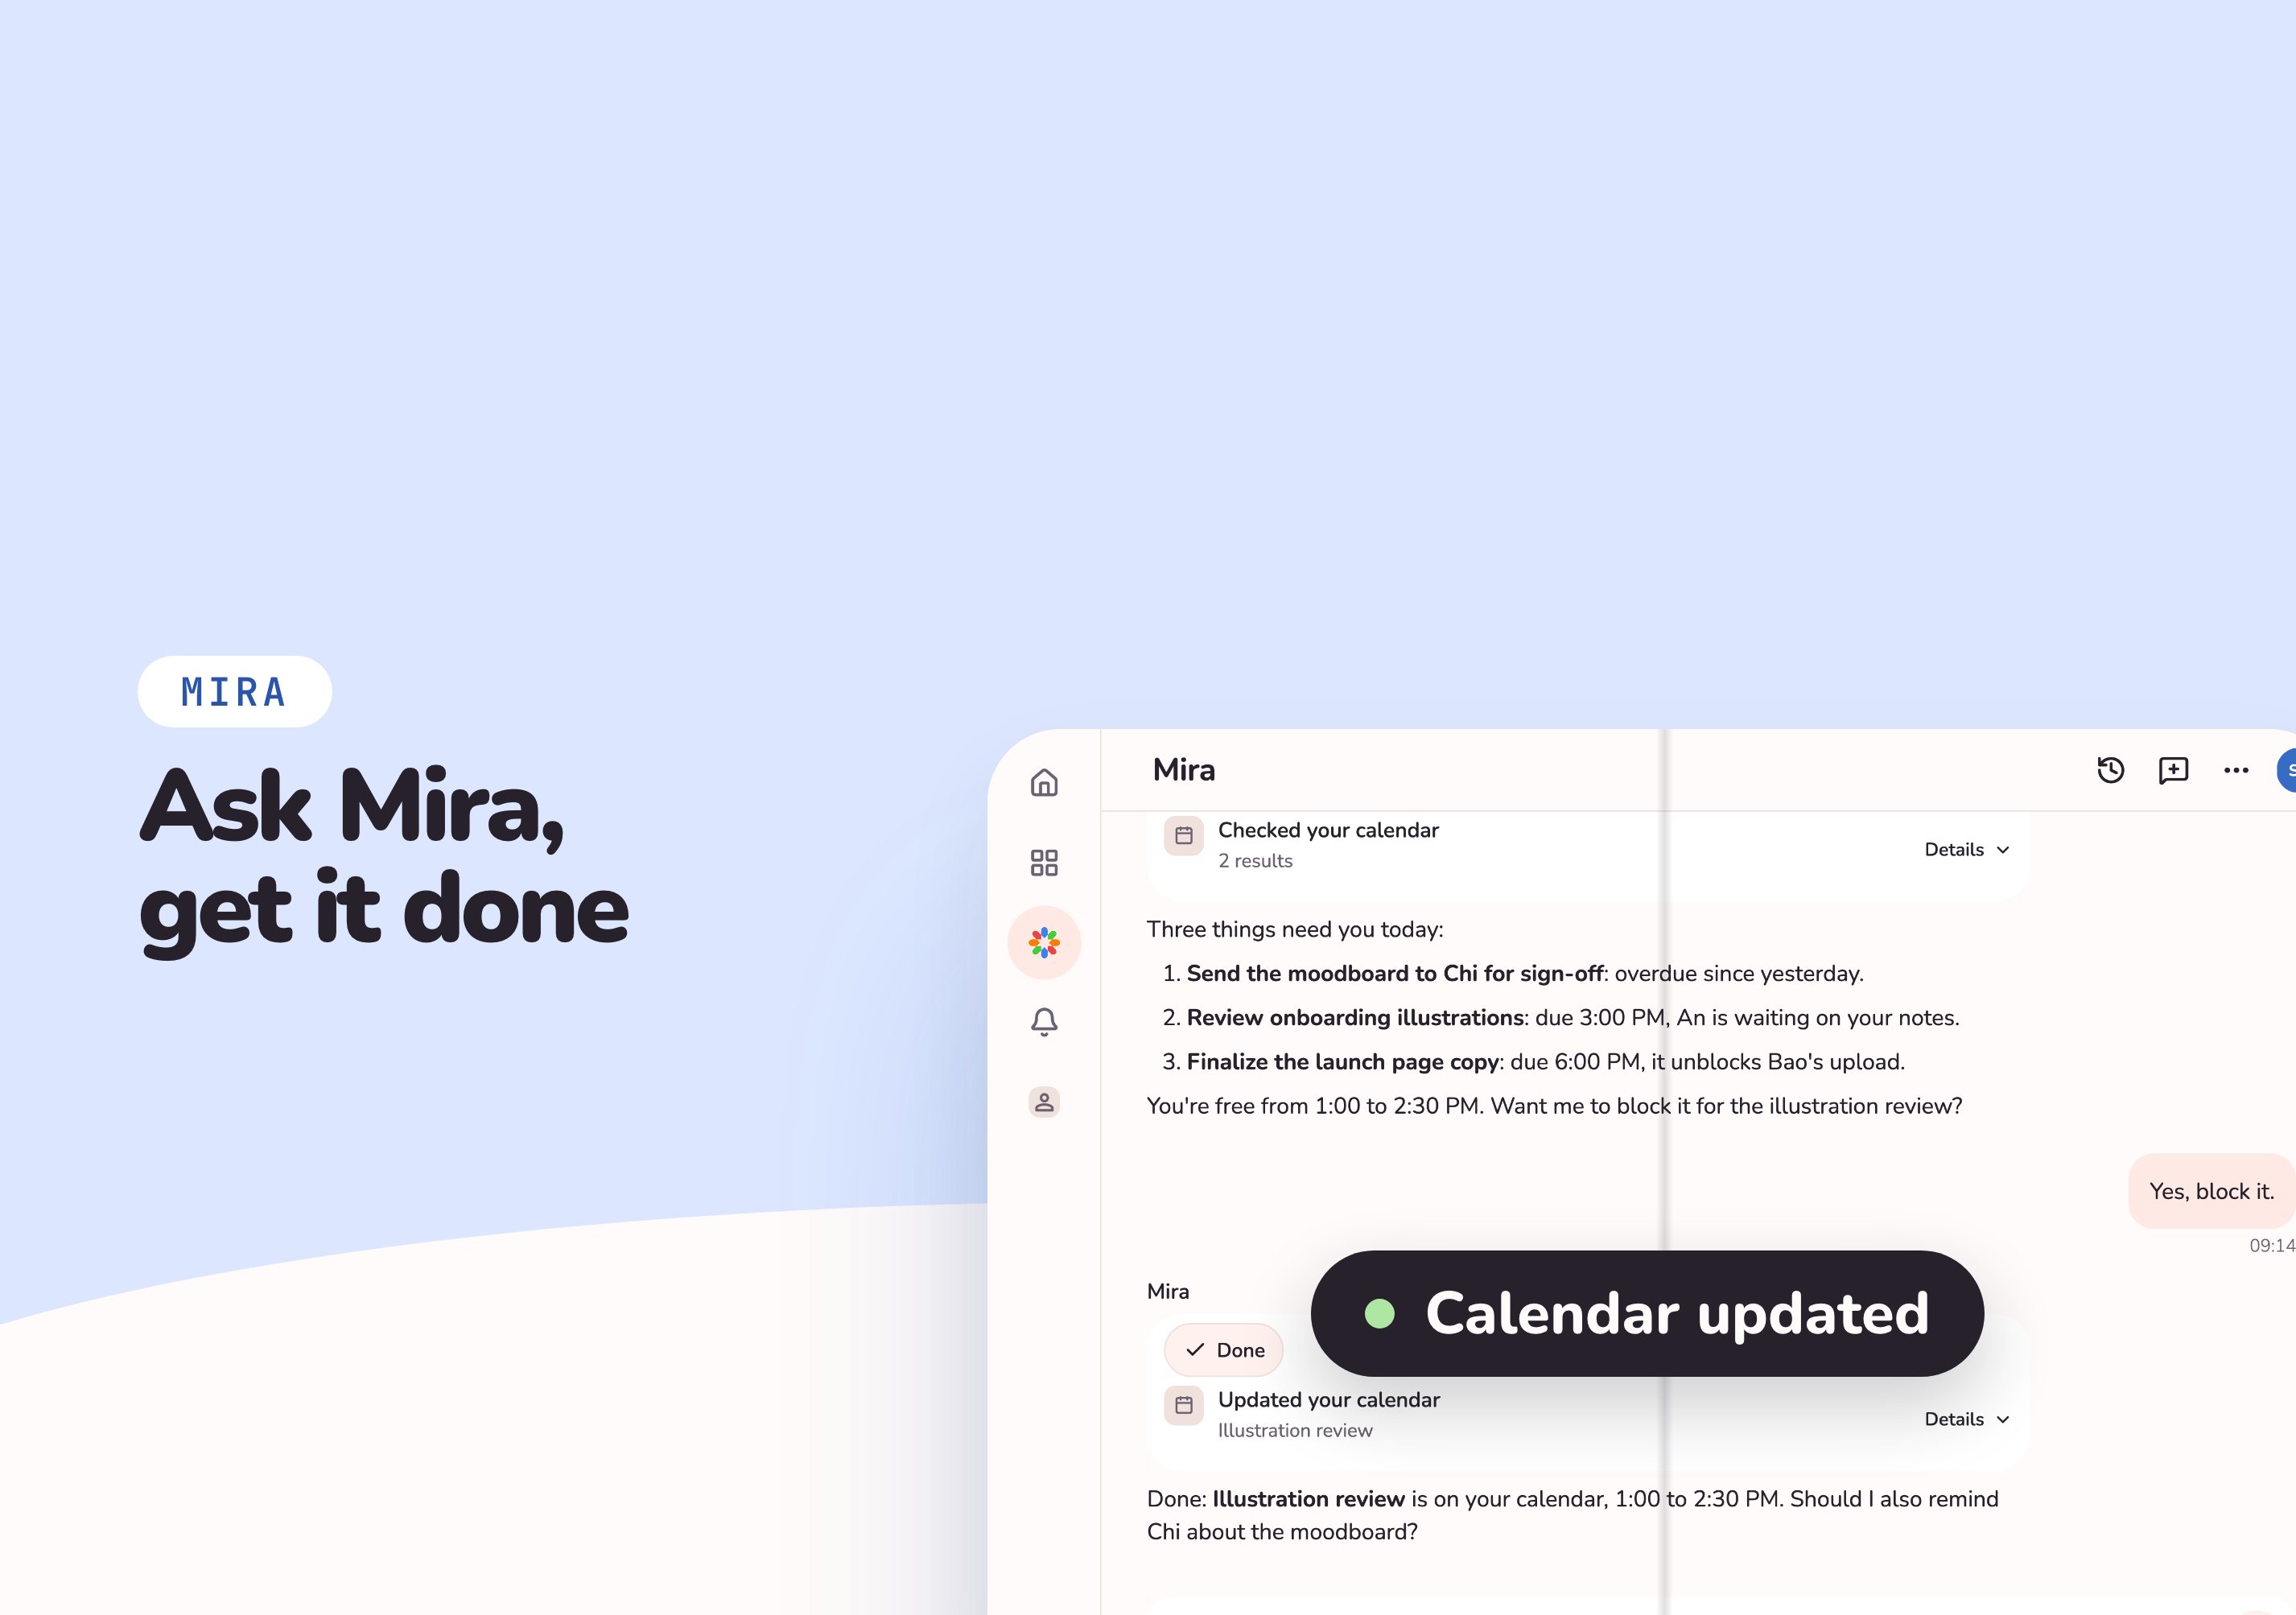 MIRA
Ask Mira,
get it done
Mira
Checked your calendar
2 results
Details
Three things need you today:
1. Send the moodboard to Chi for sign-off: overdue since yesterday.
2. Review onboarding illustrations: due 3:00 PM, An is waiting on your notes.
3. Finalize the launch page copy: due 6:00 PM, it unblocks Bao's upload.
You're free from 1:00 to 2:30 PM. Want me to block it for the illustration review?
Yes, block it.
09:14
Mira
Calendar updated
Done
Updated your calendar
Illustration review
Details
Done: Illustration review is on your calendar, 1:00 to 2:30 PM. Should I also remind
Chi about the moodboard?